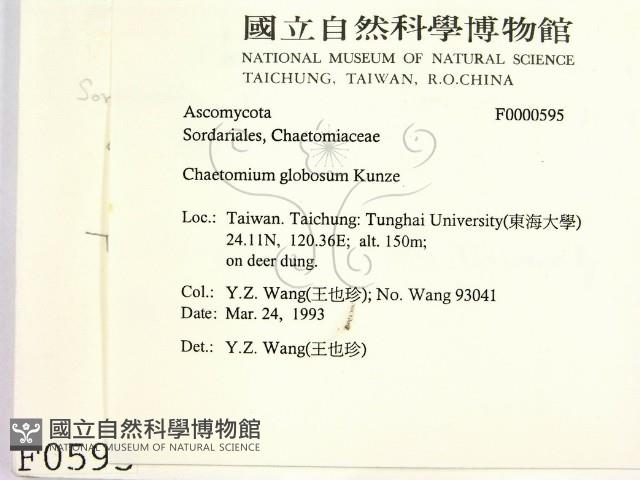 國立自然科學博物館
NATIONAL MUSEUM OF NATURAL SCIENCE
TAICHUNG, TAIWAN, R.O.CHINA
Ascomycota F0000595
Sordariales, Chaetomiaceae
Chaetomium globosum Kunze
Loc.: Taiwan. Taichung: Tunghai University(東海大學)
24.11N, 120.36E; alt. 150m;
on deer dung.
Col.: Y.Z. Wang(王也珍); No. Wang 93041
Date: Mar. 24, 1993
Det.: Y.Z. Wang(王也珍)
國立自然科學博物館
NATIONAL MUSEUM OF NATURAL SCIENCE
F0595